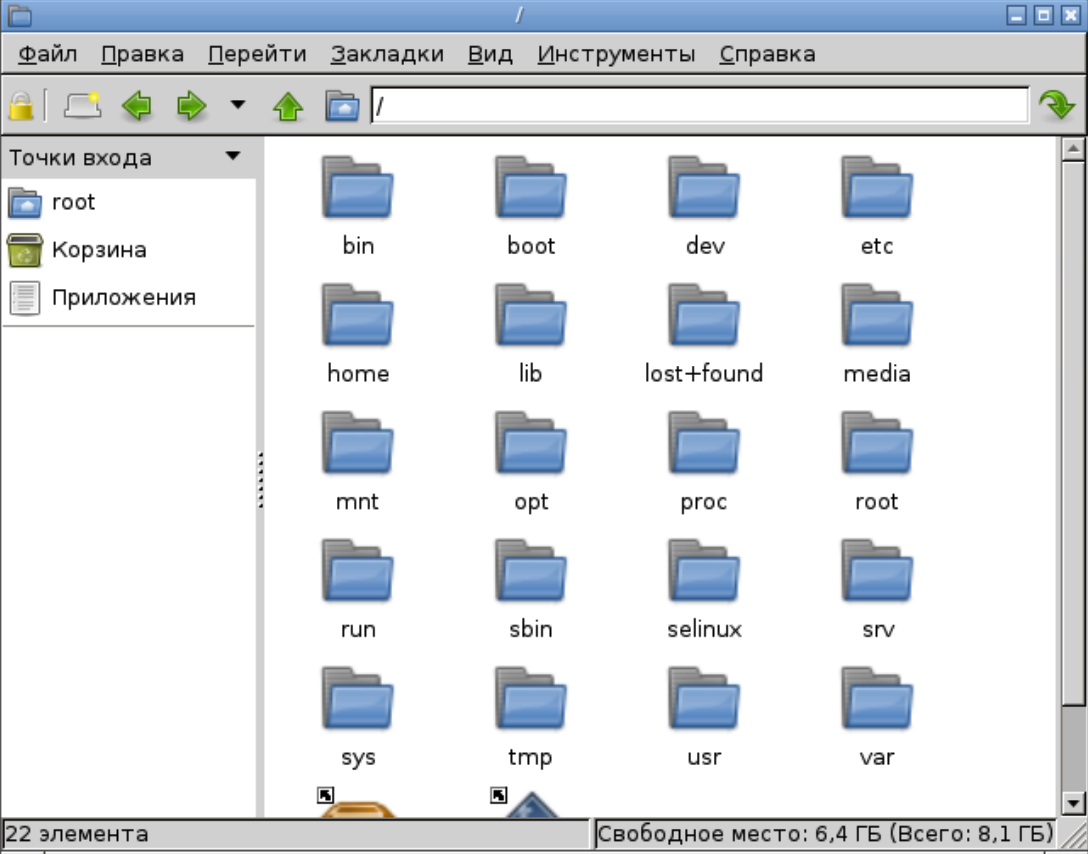 /
Файл Правка Перейти Закладки Вид Инструменты Справка
/
Точки входа
root
Корзина
Приложения
bin boot dev etc
home lib lost+found media
mnt opt proc root
run sbin selinux srv
sys tmp usr var
22 элемента Свободное место: 6,4 ГБ (Всего: 8,1 ГБ)